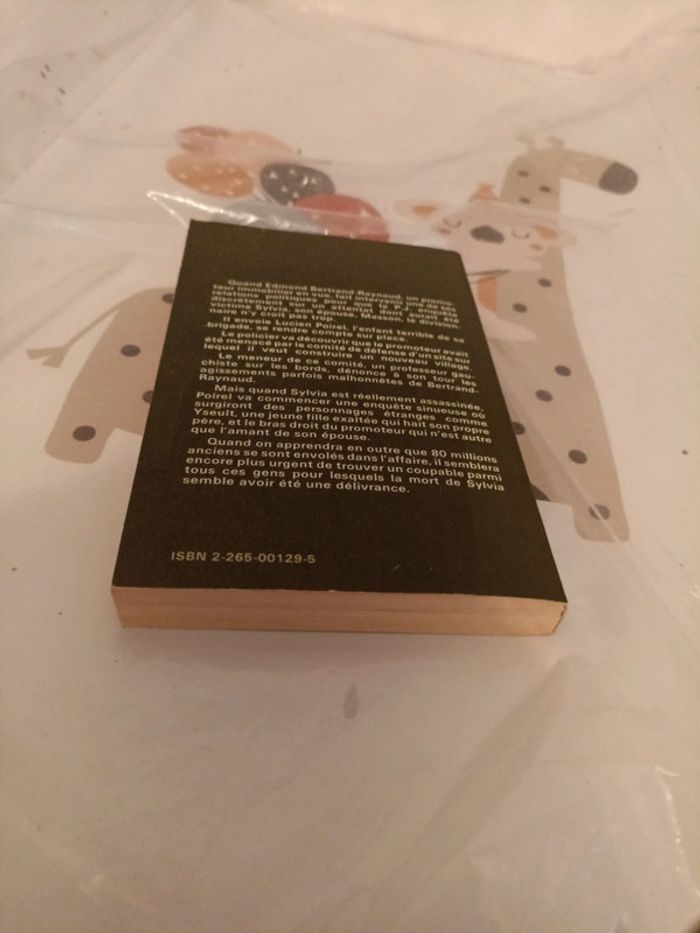 Quand Edmond Bertrand-Raynaud, un promo-
teur immobilier en vue, fait intervenir une de ses
relations politiques pour que la P.J. enquête
discrètement sur un attentat dont aurait été
victime Sylvia, son épouse, Masson, le division-
naire n'y croit pas trop.
Il envoie Lucien Poirel, l'enfant terrible de sa
brigade, se rendre compte sur place.
Le policier va découvrir que le promoteur avait
été menacé par le comité de défense d'un site sur
lequel il veut construire un nouveau village.
Le meneur de ce comité, un professeur gau-
chiste sur les bords, dénonce à son tour les
agissements parfois malhonnêtes de Bertrand-
Raynaud.
Mais quand Sylvia est réellement assassinée,
Poirel va commencer une enquête sinueuse où
surgiront des personnages étranges comme
Yseult, une jeune fille exaltée qui hait son propre
père, et le bras droit du promoteur qui n'est autre
que l'amant de son épouse.
Quand on apprendra en outre que 80 millions
anciens se sont envolés dans l'affaire, il semblera
encore plus urgent de trouver un coupable parmi
tous ces gens pour lesquels la mort de Sylvia
semble avoir été une délivrance.
ISBN 2-265-00129-5